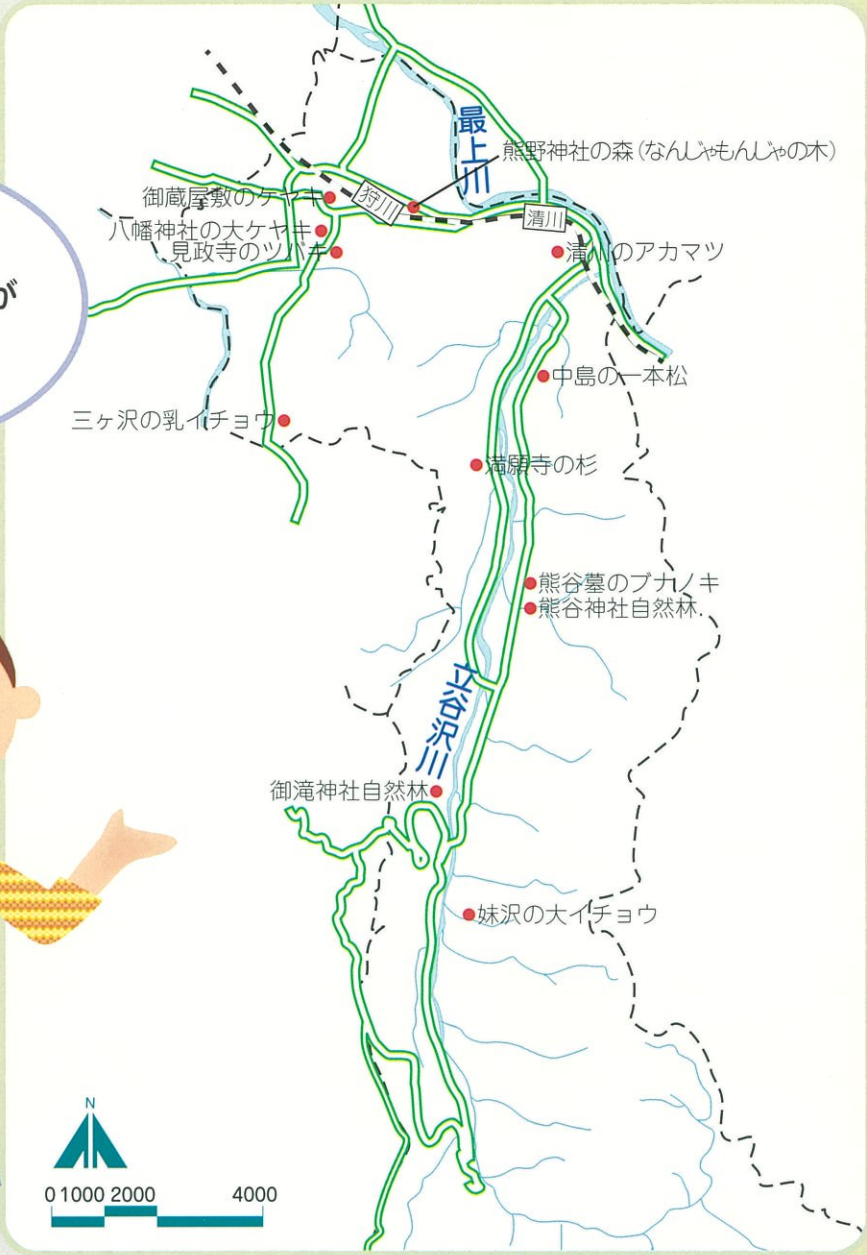 最上川
熊野神社の森(なんじゃもんじゃの木)
御蔵屋敷のケヤキ
狩川
清川
八幡神社の大ケヤキ
見政寺のツバキ
清川のアカマツ
が
中島の一本松
三ヶ沢の乳イチョウ
満願寺の杉
熊谷墓のブナノキ
熊谷神社自然林.
立谷沢川
御滝神社自然林
妹沢の大イチョウ
N
0 1000 2000 4000